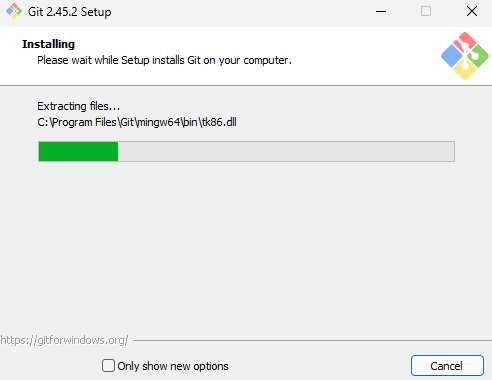 Git 2.45.2 Setup
Installing
Please wait while Setup installs Git on your computer.
Extracting files...
C:\Program Files\Git\mingw64\bin\tk86.dll
https://gitforwindows.org/
Only show new options
Cancel